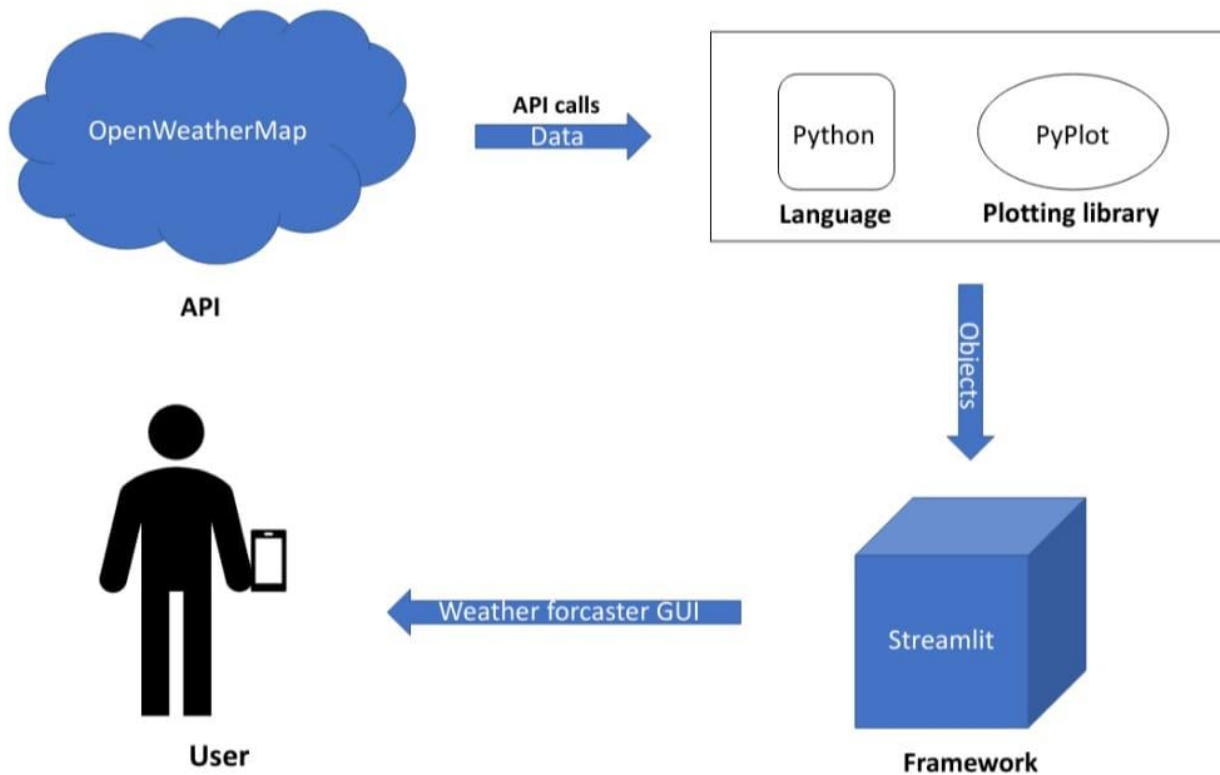 OpenWeatherMap
API
API calls
Data
Python
Language
PyPlot
Plotting library
Objects
Streamlit
Framework
Weather forcaster GUI
User